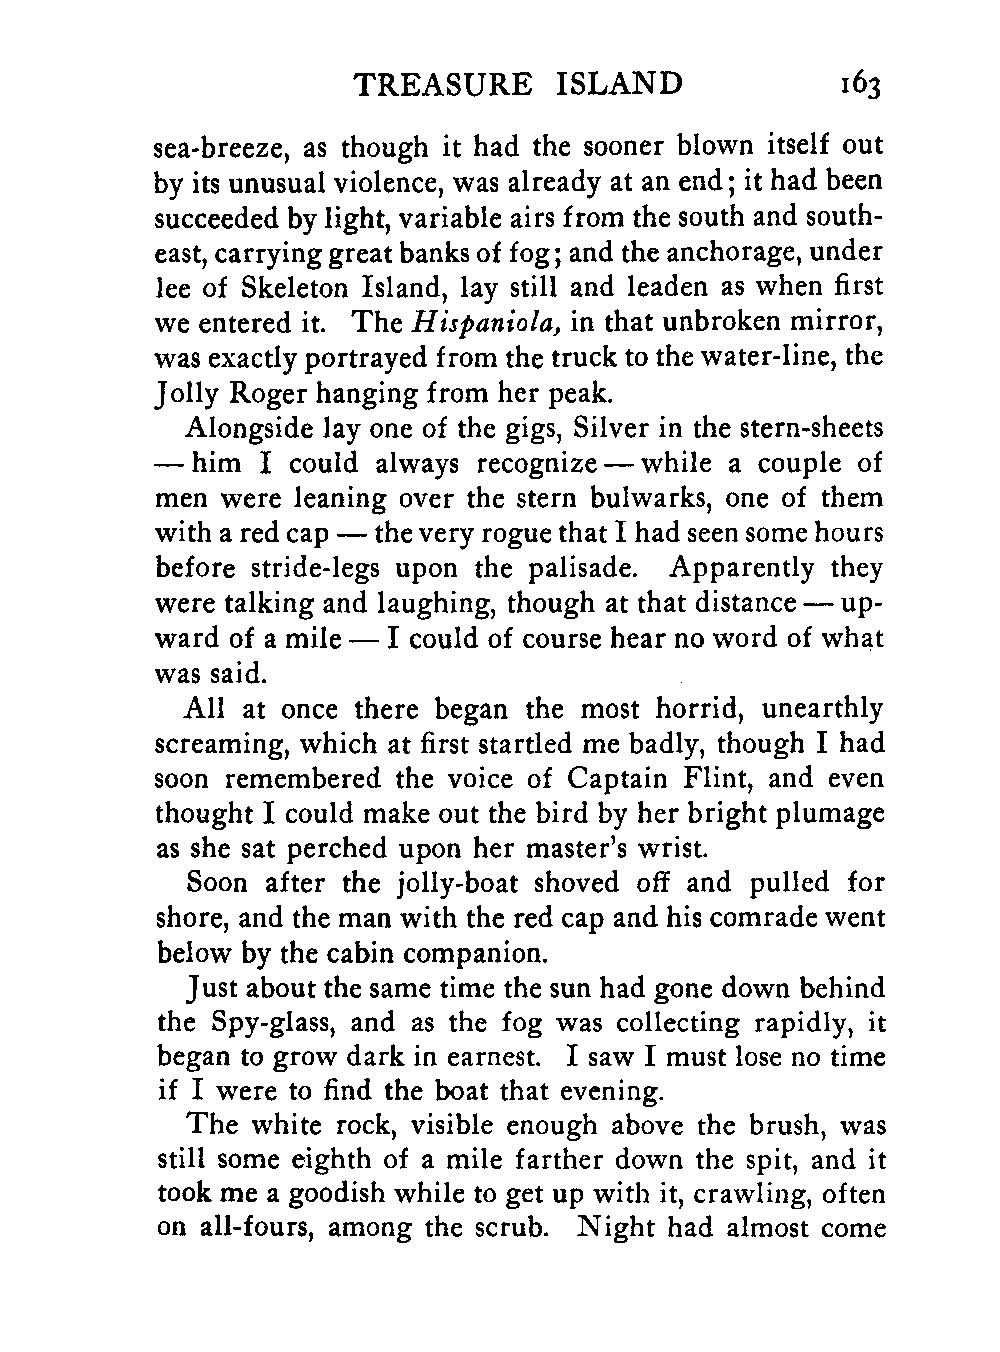 TREASURE ISLAND 163
sea-breeze, as though it had the sooner blown itself out
by its unusual violence, was already at an end; it had been
succeeded by light, variable airs from the south and south-
east, carrying great banks of fog; and the anchorage, under
lee of Skeleton Island, lay still and leaden as when first
we entered it. The Hispaniola, in that unbroken mirror,
was exactly portrayed from the truck to the water-line, the
Jolly Roger hanging from her peak.
Alongside lay one of the gigs, Silver in the stern-sheets
— him I could always recognize — while a couple of
men were leaning over the stern bulwarks, one of them
with a red cap — the very rogue that I had seen some hours
before stride-legs upon the palisade. Apparently they
were talking and laughing, though at that distance — up-
ward of a mile — I could of course hear no word of what
was said.
All at once there began the most horrid, unearthly
screaming, which at first startled me badly, though I had
soon remembered the voice of Captain Flint, and even
thought I could make out the bird by her bright plumage
as she sat perched upon her master's wrist.
Soon after the jolly-boat shoved off and pulled for
shore, and the man with the red cap and his comrade went
below by the cabin companion.
Just about the same time the sun had gone down behind
the Spy-glass, and as the fog was collecting rapidly, it
began to grow dark in earnest. I saw I must lose no time
if I were to find the boat that evening.
The white rock, visible enough above the brush, was
still some eighth of a mile farther down the spit, and it
took me a goodish while to get up with it, crawling, often
on all-fours, among the scrub. Night had almost come